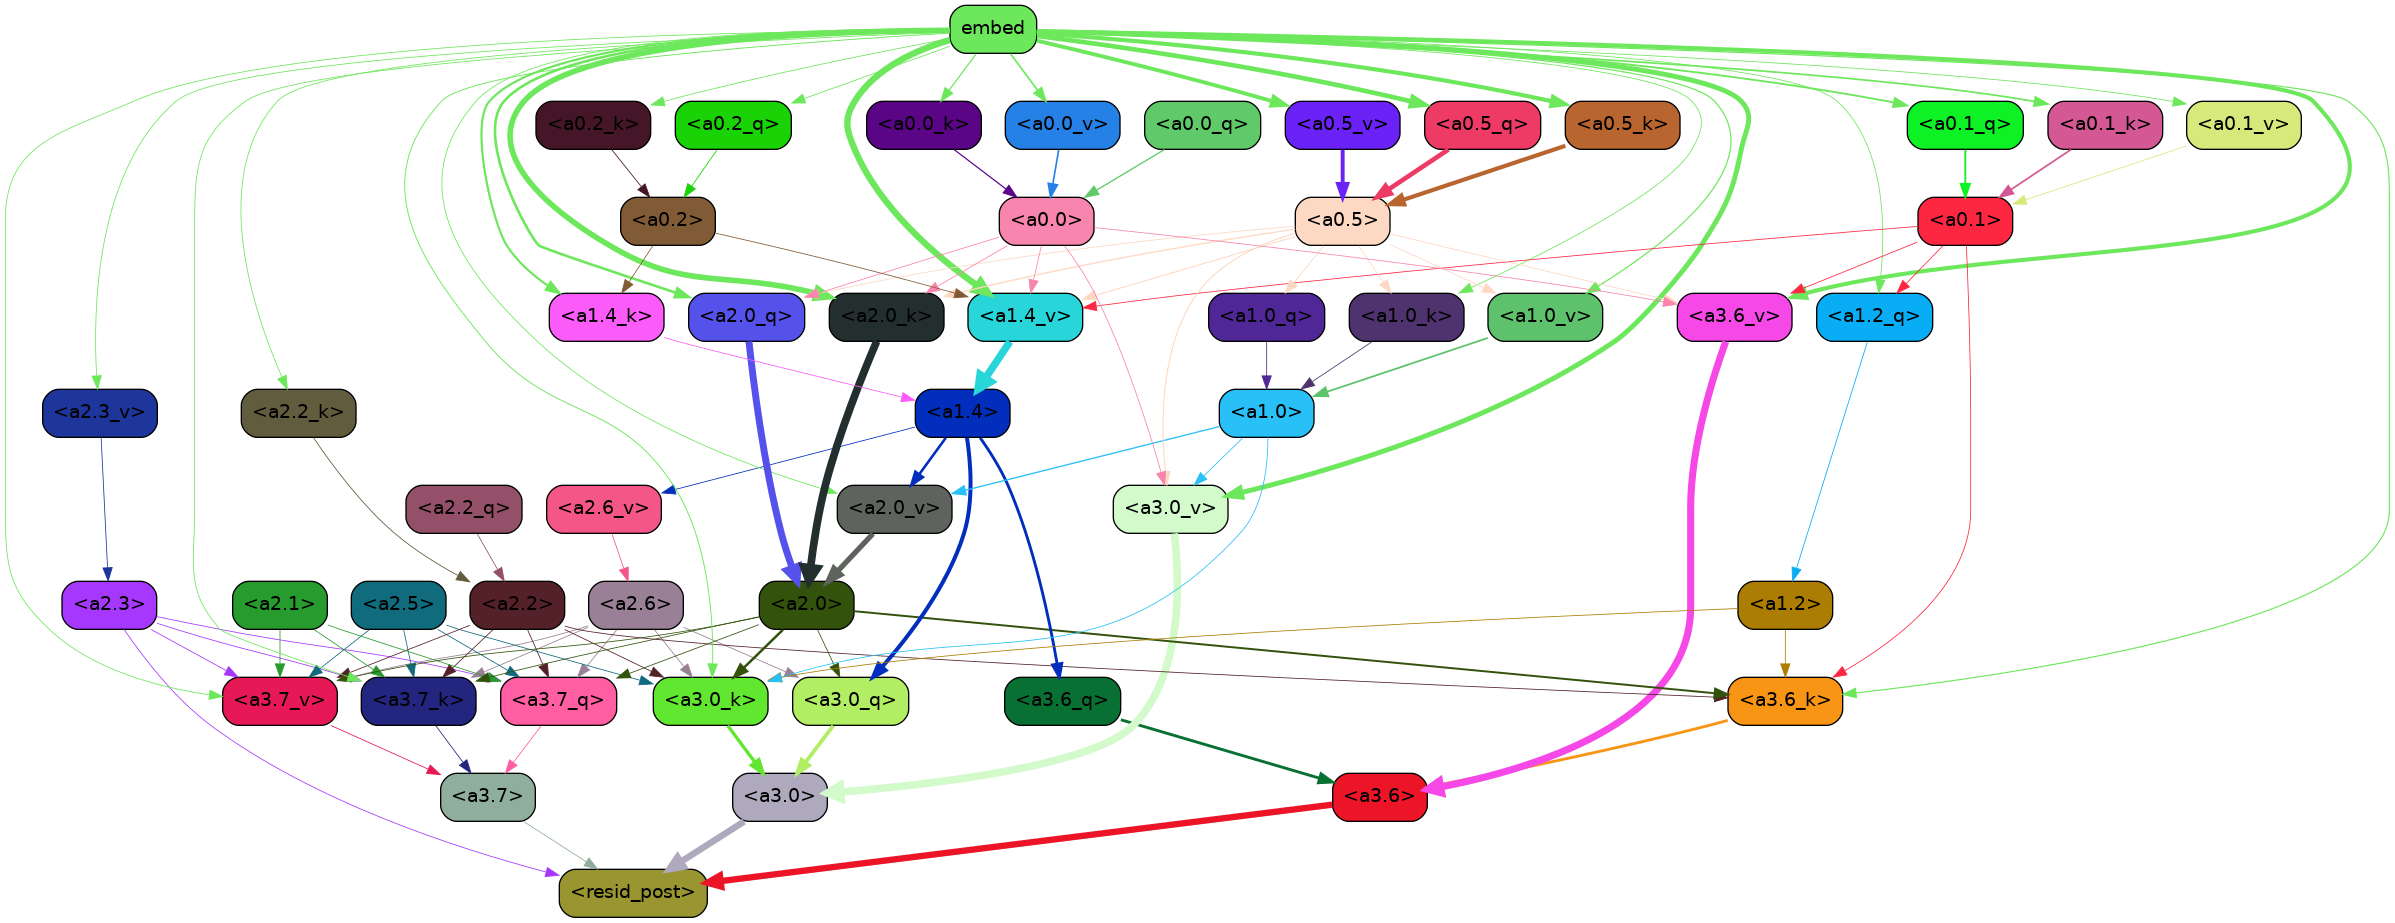 embed
<a0.2_k> <a0.2_q> <a0.0_k> <a0.0_v> <a0.0_q> <a0.5_v> <a0.5_q> <a0.5_k> <a0.1_q> <a0.1_k> <a0.1_v>
<a0.2> <a0.0> <a0.5> <a0.1>
<a1.4_k> <a2.0_q> <a2.0_k> <a1.4_v> <a1.0_q> <a1.0_k> <a1.0_v> <a3.6_v> <a1.2_q>
<a2.3_v> <a2.2_k> <a1.4> <a1.0>
<a2.2_q> <a2.6_v> <a2.0_v> <a3.0_v>
<a2.3> <a2.1> <a2.5> <a2.2> <a2.6> <a2.0> <a1.2>
<a3.7_v> <a3.7_k> <a3.7_q> <a3.0_k> <a3.0_q> <a3.6_q> <a3.6_k>
<a3.7> <a3.0> <a3.6>
<resid_post>